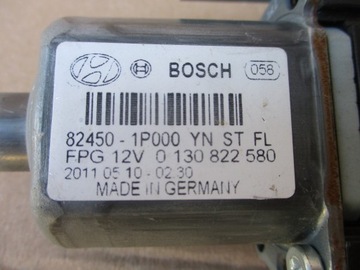 BOSCH 058
82450 - 1P000 YN ST FL
FPG 12V 0 130 822 580
2011 05 10 - 02:30
MADE IN GERMANY